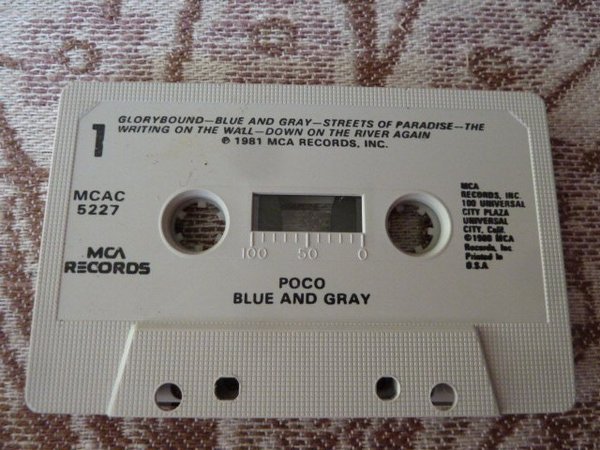 1
GLORYBOUND—BLUE AND GRAY—STREETS OF PARADISE—THE
WRITING ON THE WALL—DOWN ON THE RIVER AGAIN
℗ 1981 MCA RECORDS, INC.
MCAC
5227
MCA
RECORDS
100 50 0
POCO
BLUE AND GRAY
MCA
RECORDS, INC.
100 UNIVERSAL
CITY PLAZA
UNIVERSAL
CITY, Calif.
©1980 MCA
Records, Inc
Printed in
U.S.A